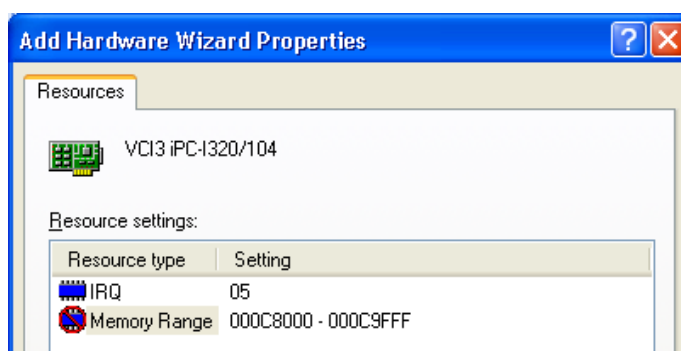 Add Hardware Wizard Properties
Resources
VCI3 iPC-I320/104
Resource settings:
Resource type Setting
IRQ 05
Memory Range 000C8000 - 000C9FFF